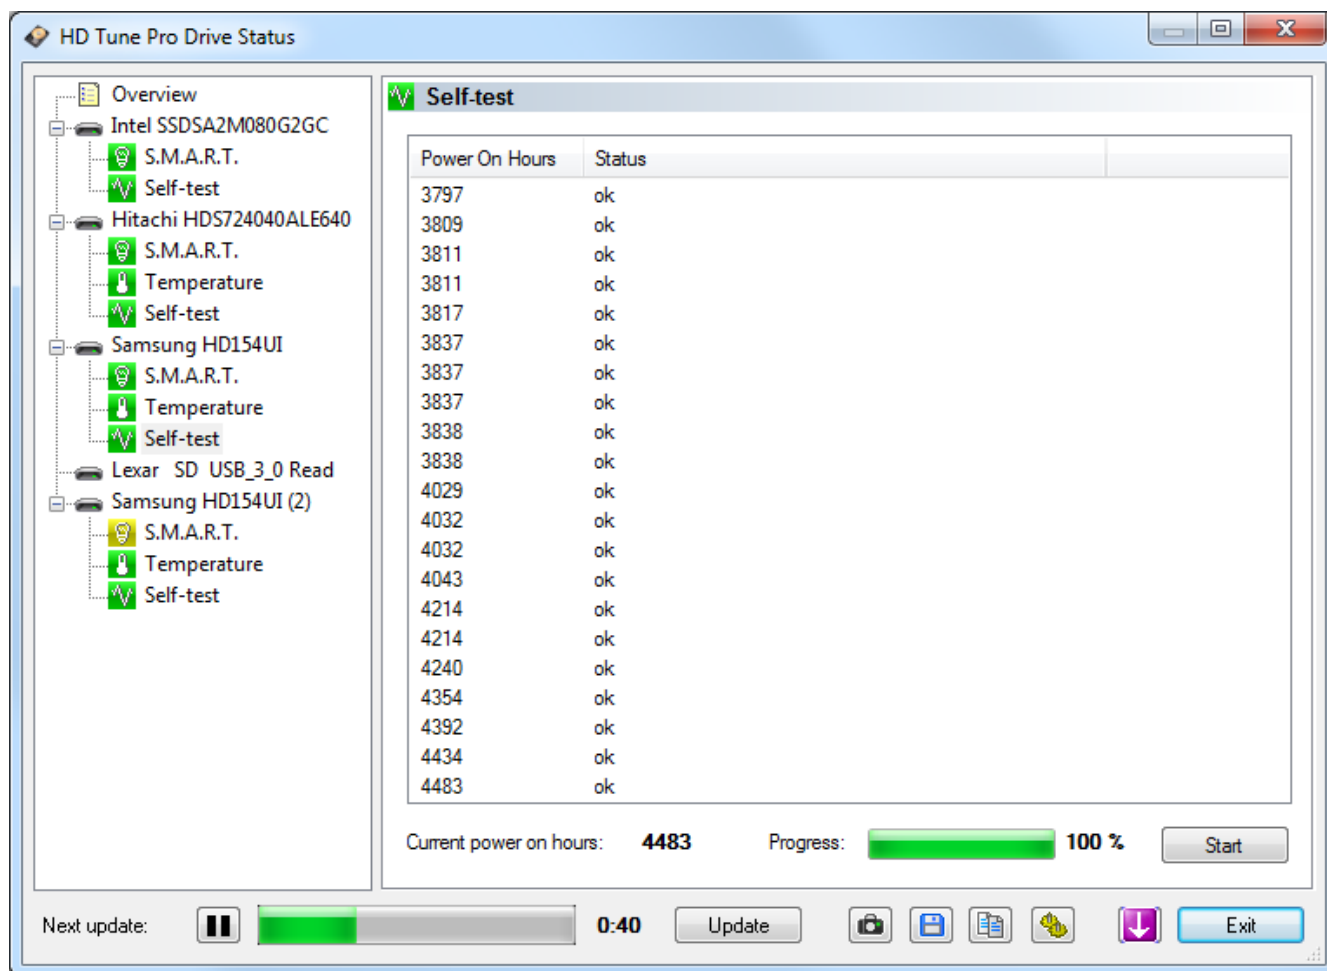 HD Tune Pro Drive Status
Overview
Intel SSDSA2M080G2GC
S.M.A.R.T.
Self-test
Hitachi HDS724040ALE640
S.M.A.R.T.
Temperature
Self-test
Samsung HD154UI
S.M.A.R.T.
Temperature
Self-test
Lexar SD USB_3_0 Read
Samsung HD154UI (2)
S.M.A.R.T.
Temperature
Self-test
Self-test
Power On Hours Status
3797 ok
3809 ok
3811 ok
3811 ok
3817 ok
3837 ok
3837 ok
3837 ok
3838 ok
3838 ok
4029 ok
4032 ok
4032 ok
4043 ok
4214 ok
4214 ok
4240 ok
4354 ok
4392 ok
4434 ok
4483 ok
Current power on hours: 4483 Progress: 100 % Start
Next update: 0:40 Update Exit